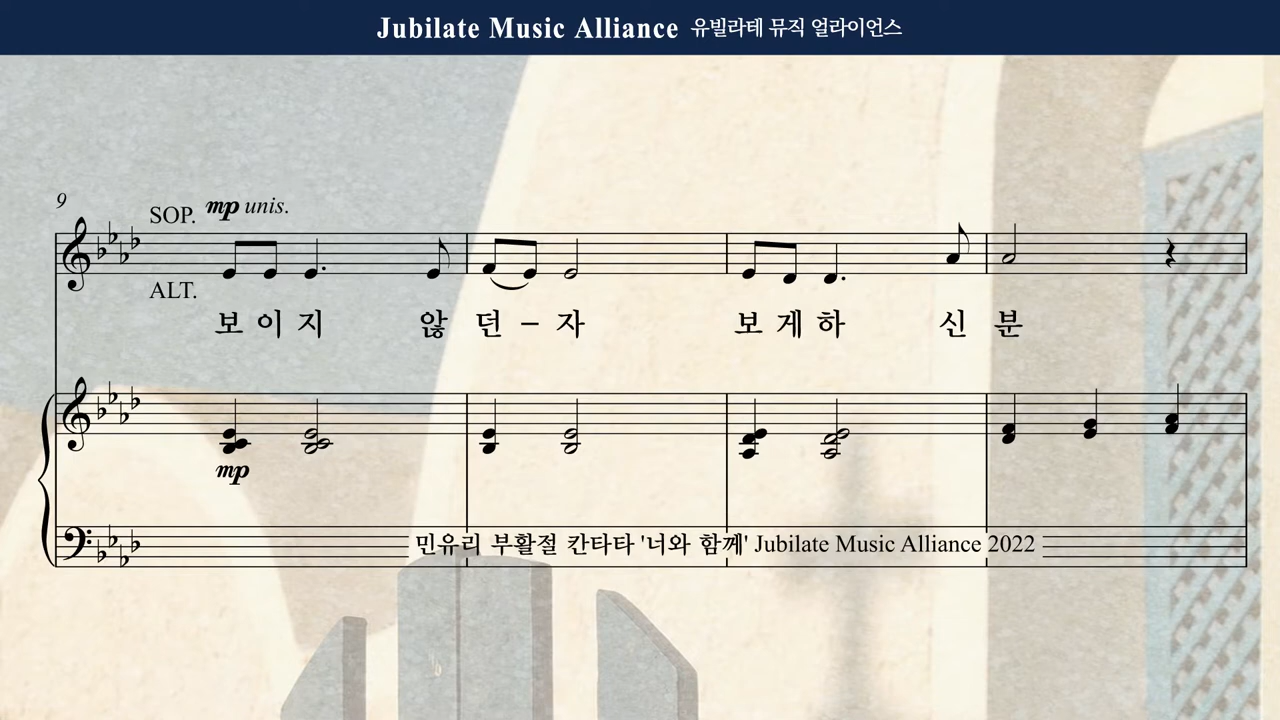 Jubilate Music Alliance 유빌라테 뮤직 얼라이언스
9
SOP. mp unis.
ALT.
보 이 지 않 던 – 자 보 게 하 신 분
mp
민유리 부활절 칸타타 '너와 함께' Jubilate Music Alliance 2022